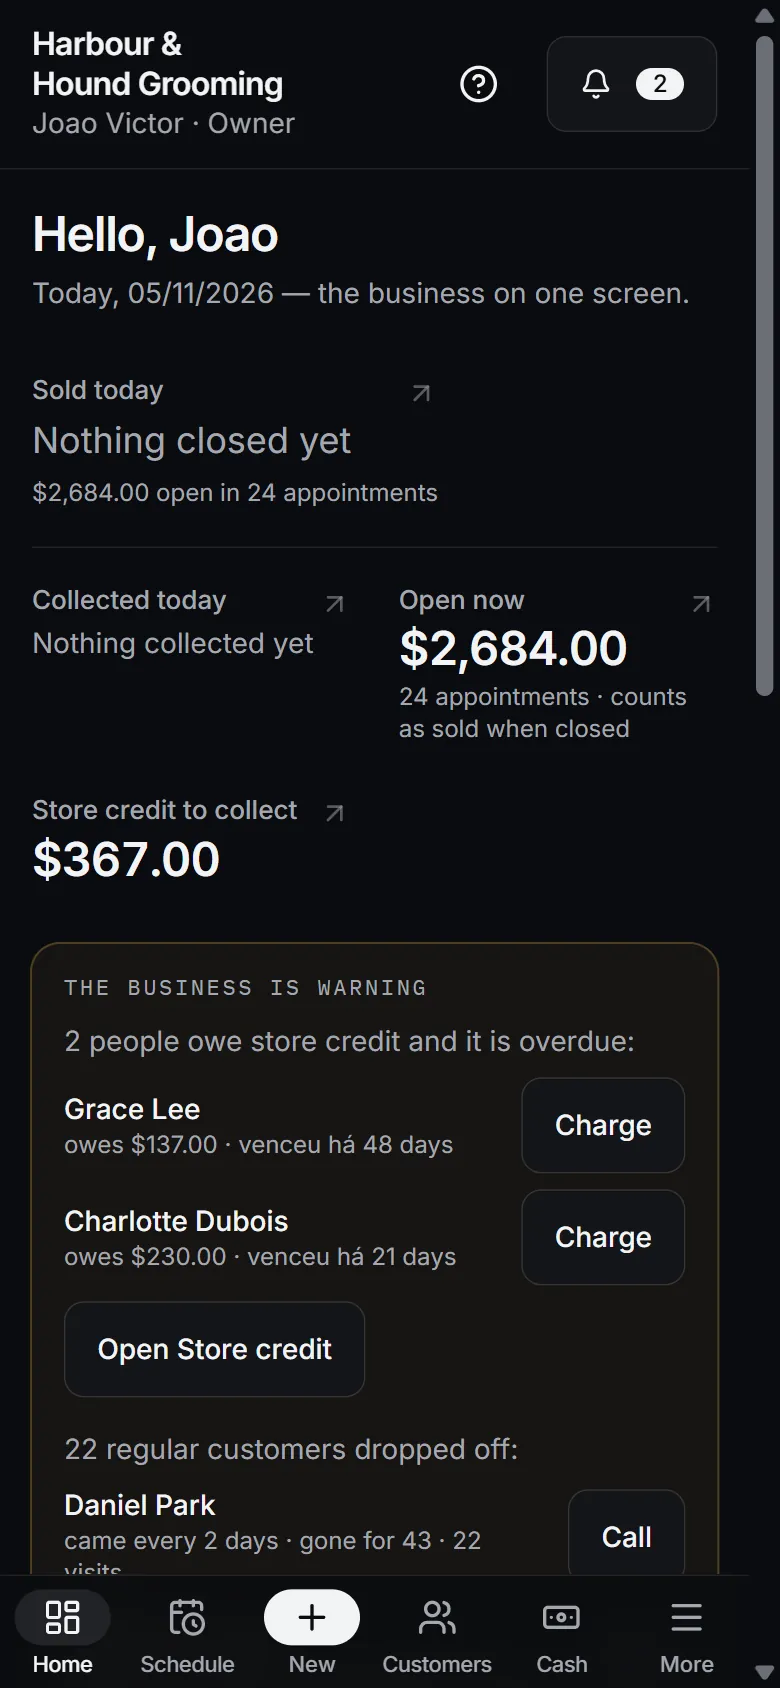 Harbour &
Hound Grooming
Joao Victor · Owner
2
Hello, Joao
Today, 05/11/2026 — the business on one screen.
Sold today
Nothing closed yet
$2,684.00 open in 24 appointments
Collected today
Nothing collected yet
Open now
$2,684.00
24 appointments · counts
as sold when closed
Store credit to collect
$367.00
THE BUSINESS IS WARNING
2 people owe store credit and it is overdue:
Grace Lee
owes $137.00 · venceu há 48 days
Charge
Charlotte Dubois
owes $230.00 · venceu há 21 days
Charge
Open Store credit
22 regular customers dropped off:
Daniel Park
came every 2 days · gone for 43 · 22
visits
Call
Home
Schedule
New
Customers
Cash
More